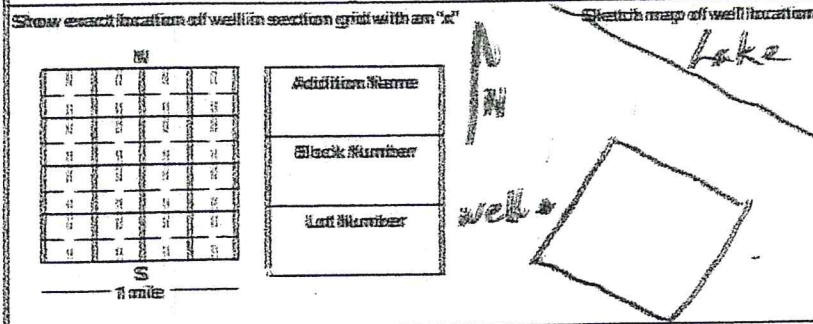 Show exact location of well in section grid with an "x"
Sketch map of well location
N
Addition Name
N
Lake
Block Number
well
Lot Number
S
1 mile